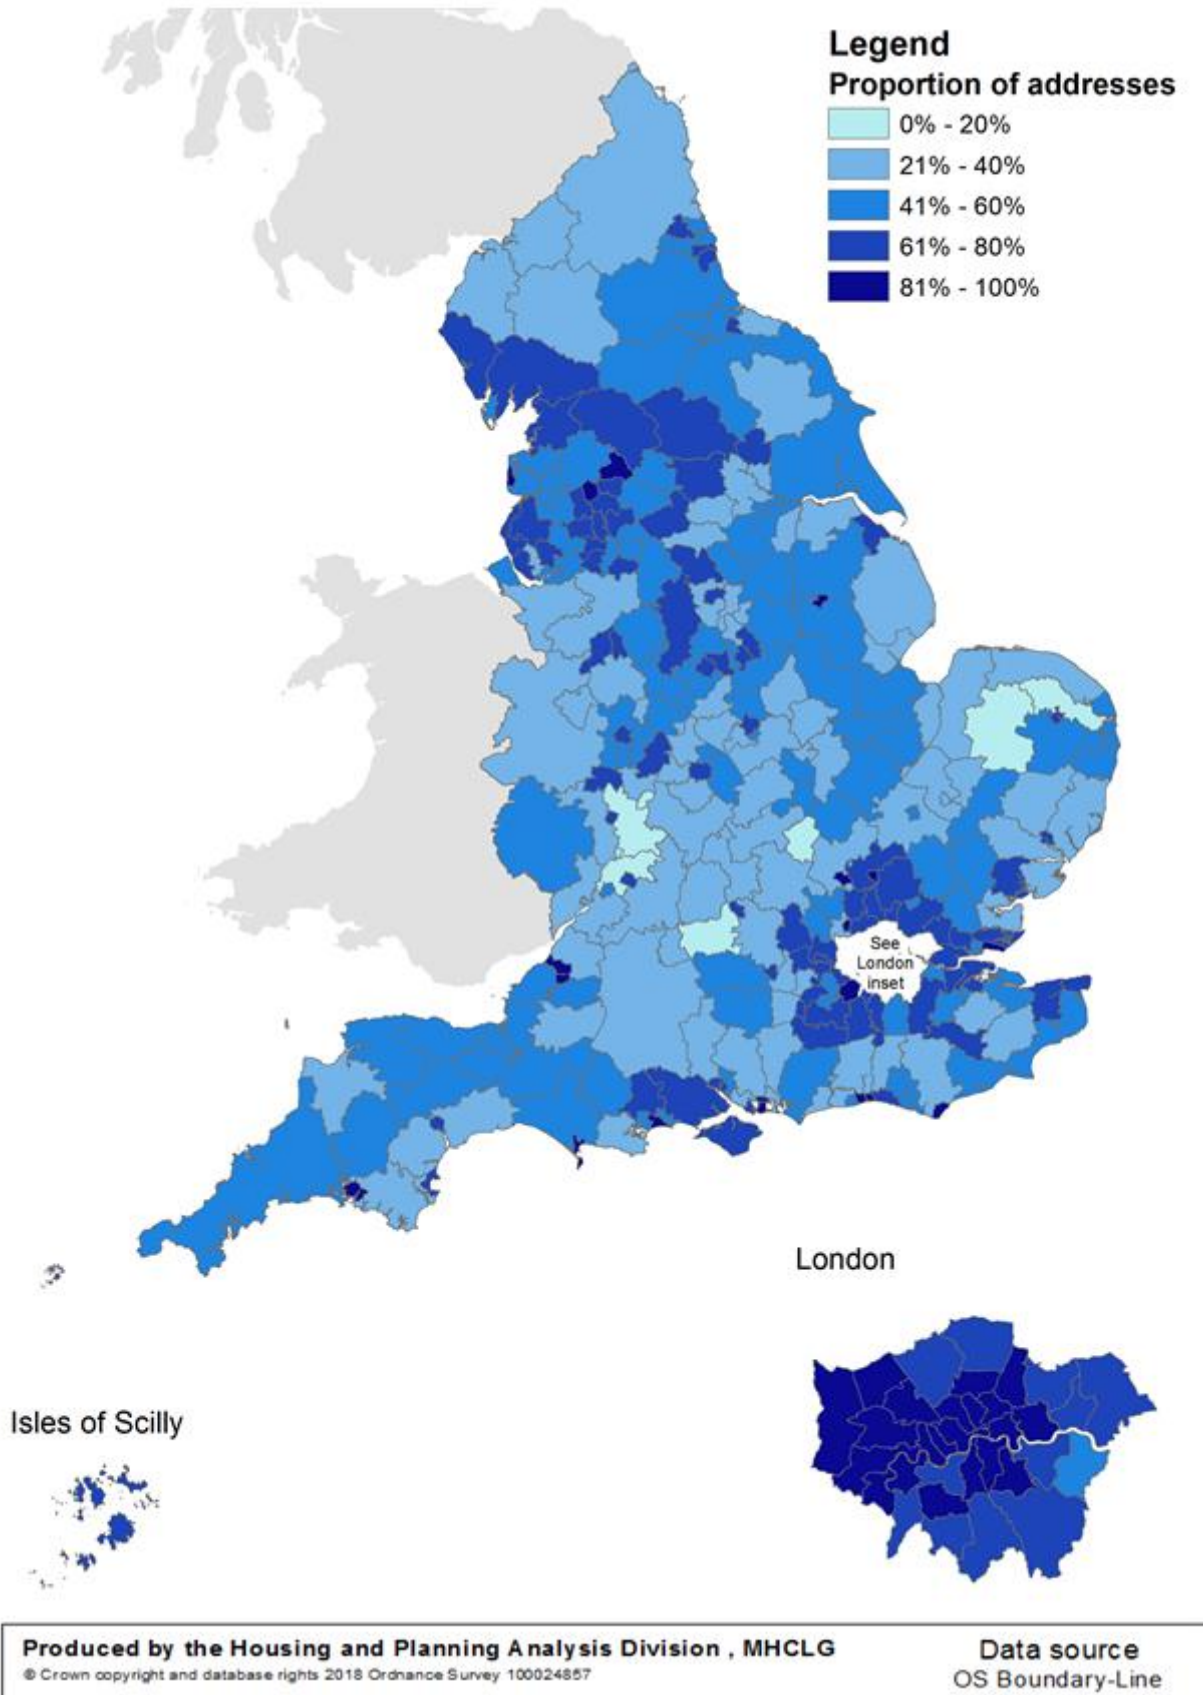 Legend
Proportion of addresses
0% - 20%
21% - 40%
41% - 60%
61% - 80%
81% - 100%
See
London
inset
London
Isles of Scilly
Produced by the Housing and Planning Analysis Division , MHCLG
© Crown copyright and database rights 2018 Ordnance Survey 100024857
Data source
OS Boundary-Line